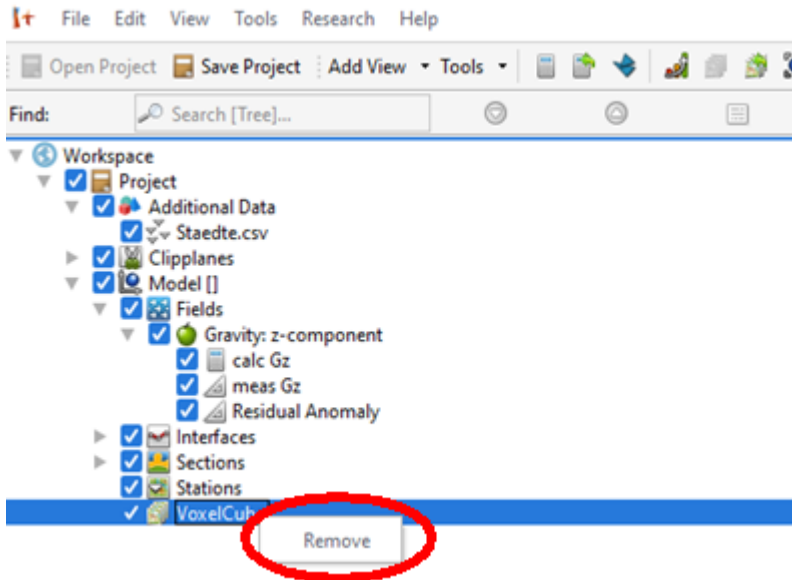 File Edit View Tools Research Help
Open Project Save Project Add View Tools
Find: Search [Tree]...
Workspace
Project
Additional Data
Staedte.csv
Clipplanes
Model []
Fields
Gravity: z-component
calc Gz
meas Gz
Residual Anomaly
Interfaces
Sections
Stations
VoxelCub
Remove